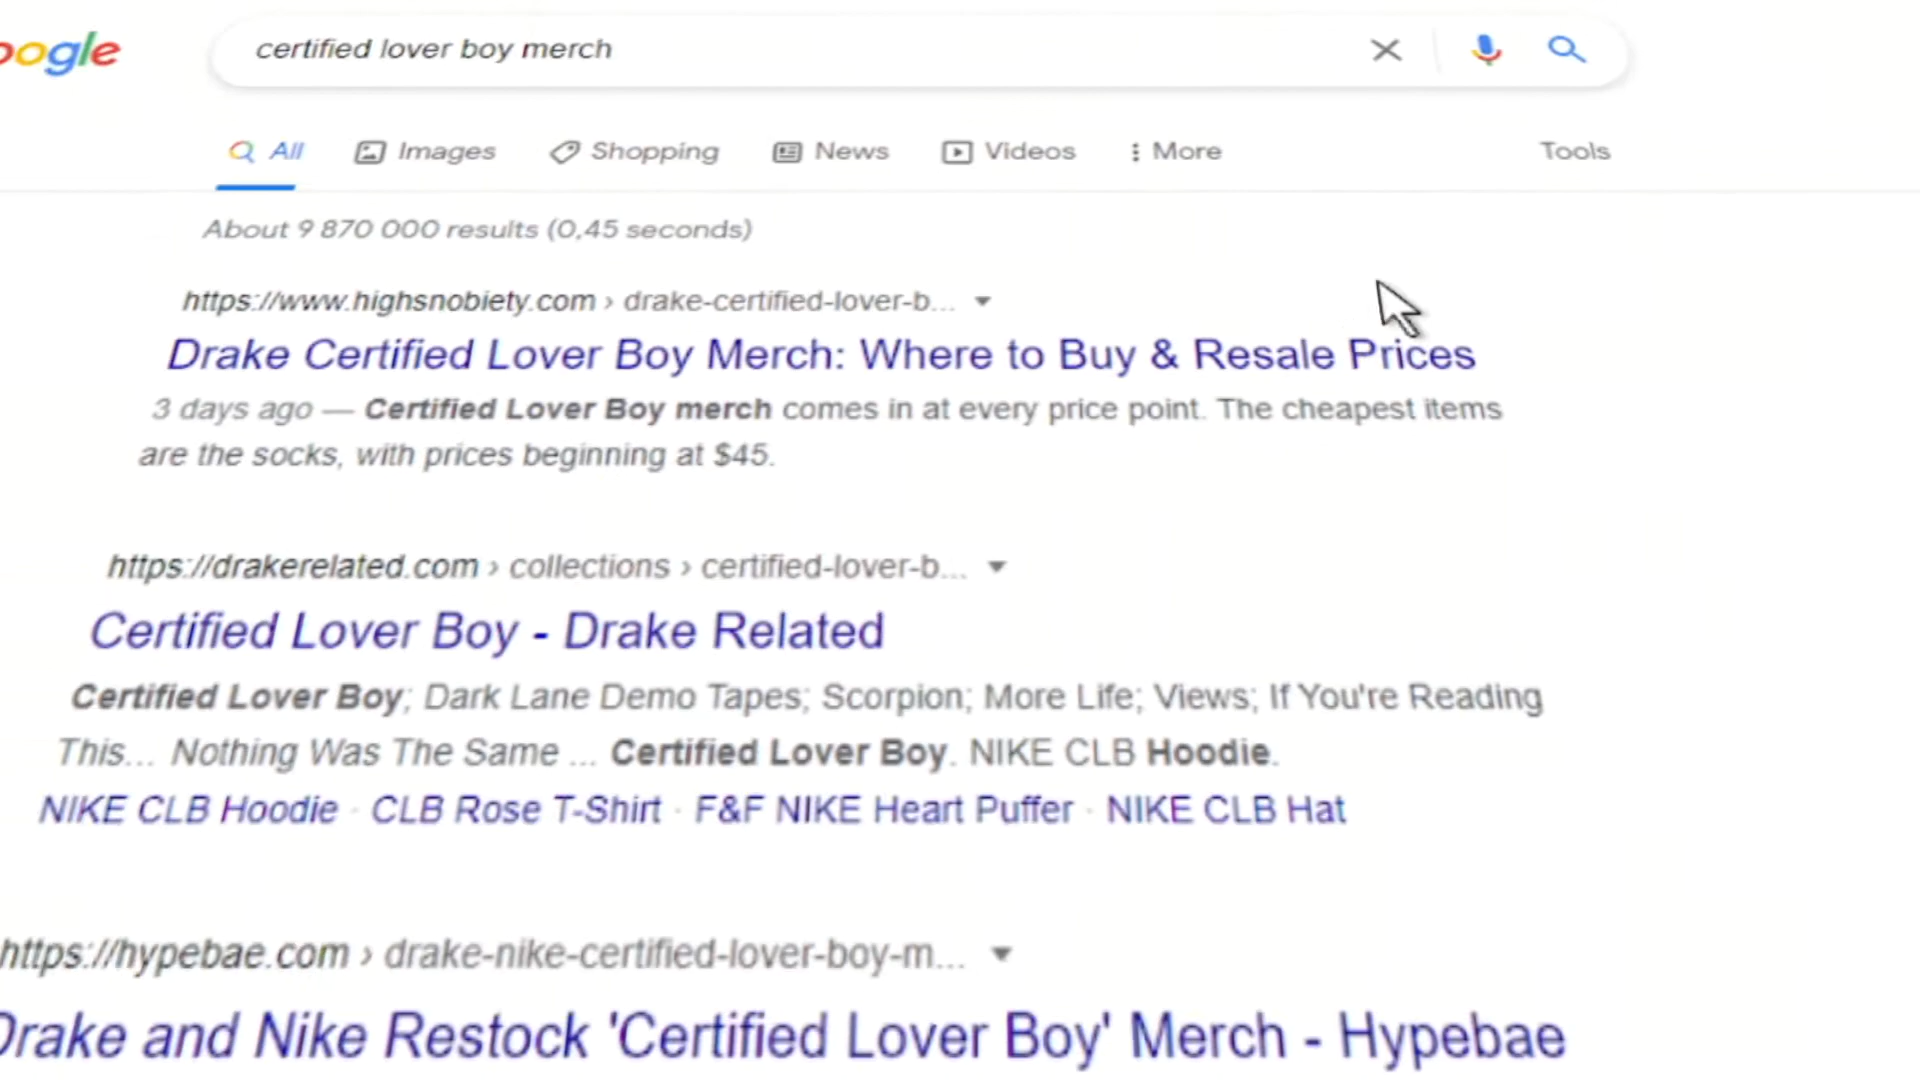 oogle certified lover boy merch
All Images Shopping News Videos More Tools
About 9 870 000 results (0,45 seconds)
https://www.highsnobiety.com › drake-certified-lover-b...
Drake Certified Lover Boy Merch: Where to Buy & Resale Prices
3 days ago — Certified Lover Boy merch comes in at every price point. The cheapest items
are the socks, with prices beginning at $45.
https://drakerelated.com › collections › certified-lover-b...
Certified Lover Boy - Drake Related
Certified Lover Boy; Dark Lane Demo Tapes; Scorpion; More Life; Views; If You're Reading
This... Nothing Was The Same ... Certified Lover Boy. NIKE CLB Hoodie.
NIKE CLB Hoodie · CLB Rose T-Shirt · F&F NIKE Heart Puffer · NIKE CLB Hat
https://hypebae.com › drake-nike-certified-lover-boy-m...
Drake and Nike Restock 'Certified Lover Boy' Merch - Hypebae